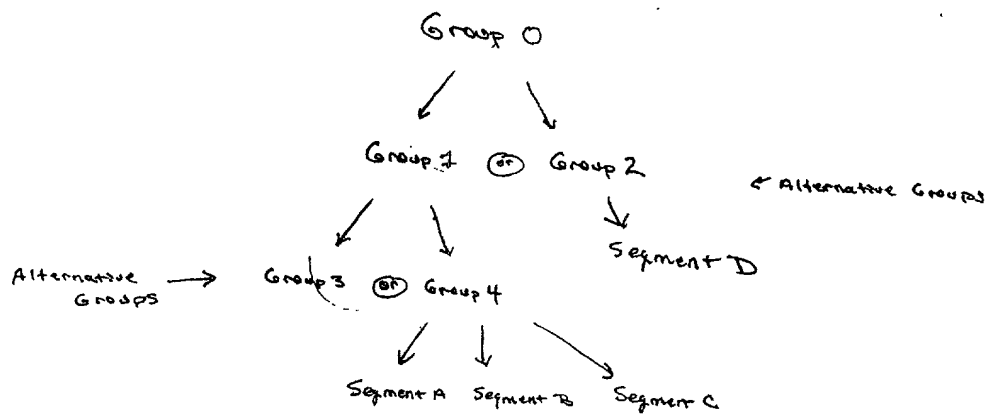 Group 0
Group 1 or Group 2
← Alternative Groups
Segment D
Alternative
Groups
Group 3 or Group 4
Segment A Segment B Segment C